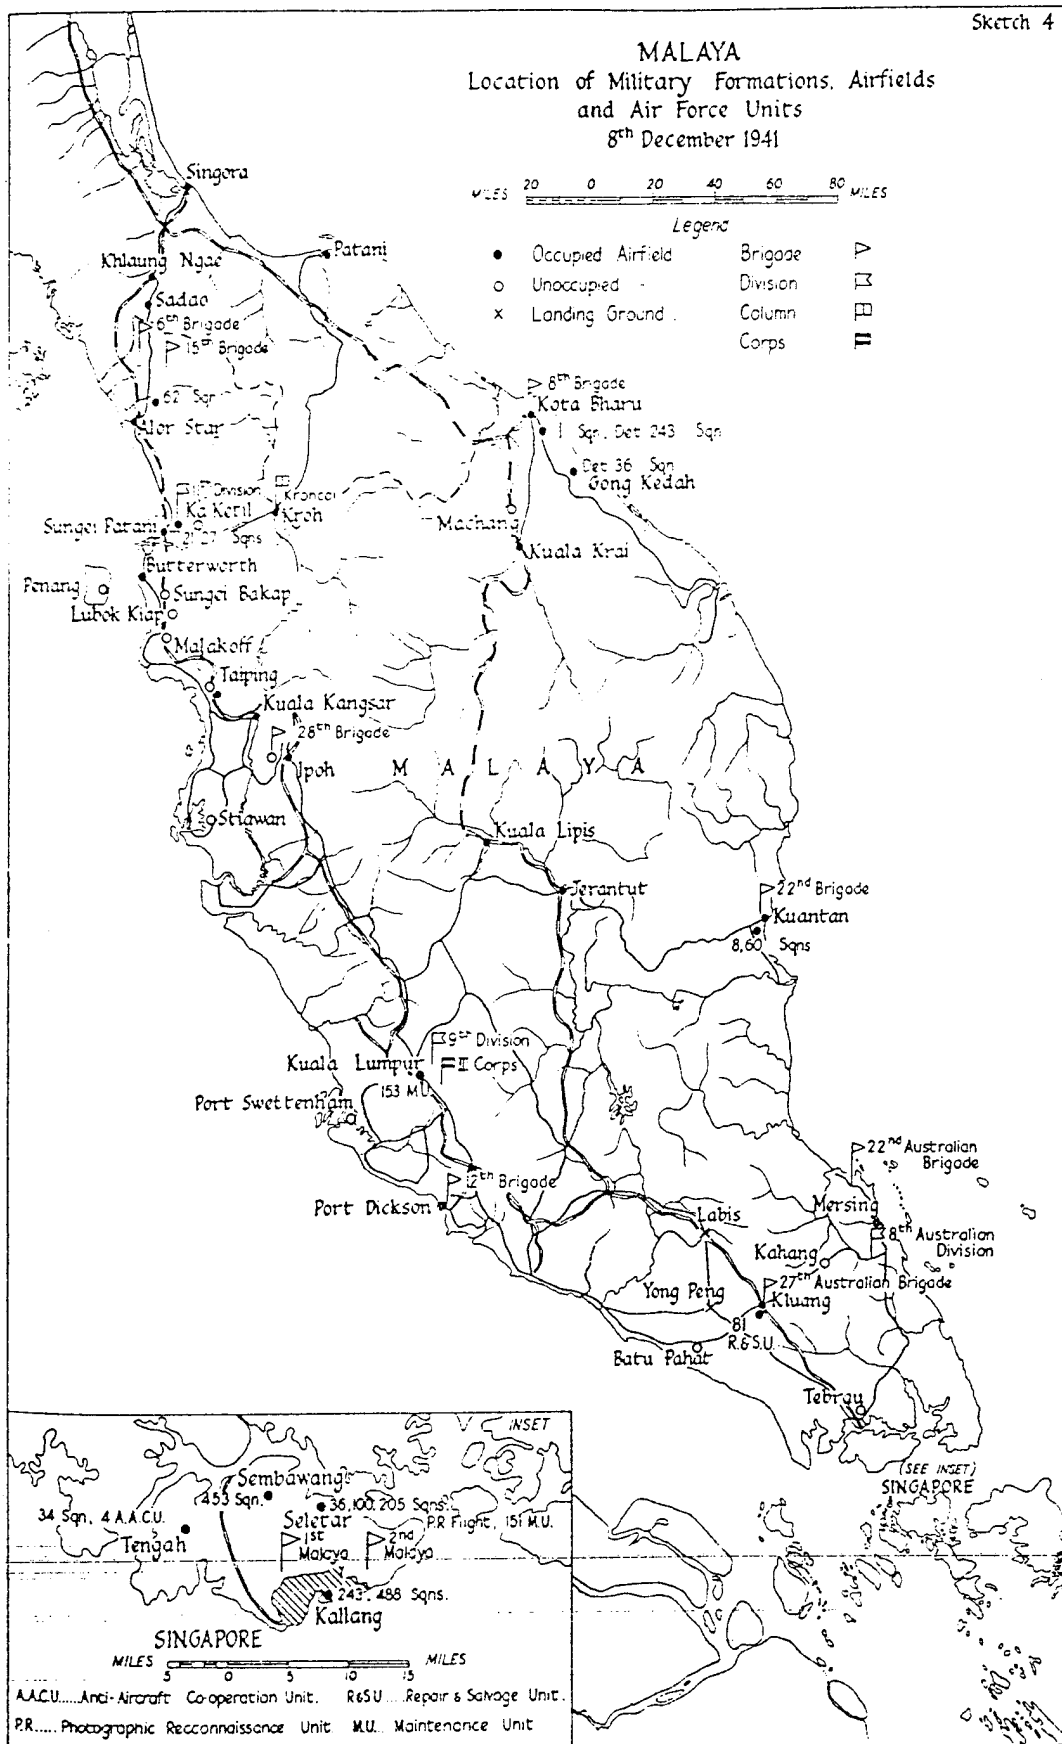 Sketch 4
MALAYA
Location of Military Formations, Airfields
and Air Force Units
8th December 1941
MILES 20 0 20 40 60 80 MILES
Legend
Occupied Airfield
Unoccupied "
Landing Ground
Brigade
Division
Column
Corps
Singora
Patani
Khlaung Ngae
Sadao
6th Brigade
15th Brigade
62 Sqn
Alor Star
8th Brigade
Kota Bharu
1 Sqn. Det 243 Sqn
Det 36 Sqn
Gong Kedah
Machang
Kuala Krai
11th Division
Ka Ketil
Krohcol
Kroh
Sungei Patani
21 27 Sqns
Butterworth
Penang
Sungei Bakap
Lubok Kiap
Malakoff
Taiping
Kuala Kangsar
28th Brigade
Ipoh
MALAYA
Sitiawan
Kuala Lipis
Jerantut
22nd Brigade
Kuantan
8,60 Sqns
9th Division
Kuala Lumpur
III Corps
153 M.U.
Port Swettenham
12th Brigade
Port Dickson
Labis
22nd Australian
Brigade
Mersing
8th Australian
Division
Kahang
27th Australian Brigade
Yong Peng
Kluang
81
R.&S.U.
Batu Pahat
Tebrau
(SEE INSET)
SINGAPORE
INSET
Sembawang
453 Sqn.
36,100,205 Sqns.
34 Sqn, 4 A.A.C.U.
Seletar
P.R Flight, 151 M.U.
Tengah
1st
Malaya
2nd
Malaya
243, 488 Sqns.
Kallang
SINGAPORE
MILES 5 0 5 10 15 MILES
A.A.C.U.....Anti-Aircraft Co-operation Unit. R&SU....Repair & Salvage Unit.
P.R..... Photographic Recconnaissance Unit M.U... Maintenance Unit